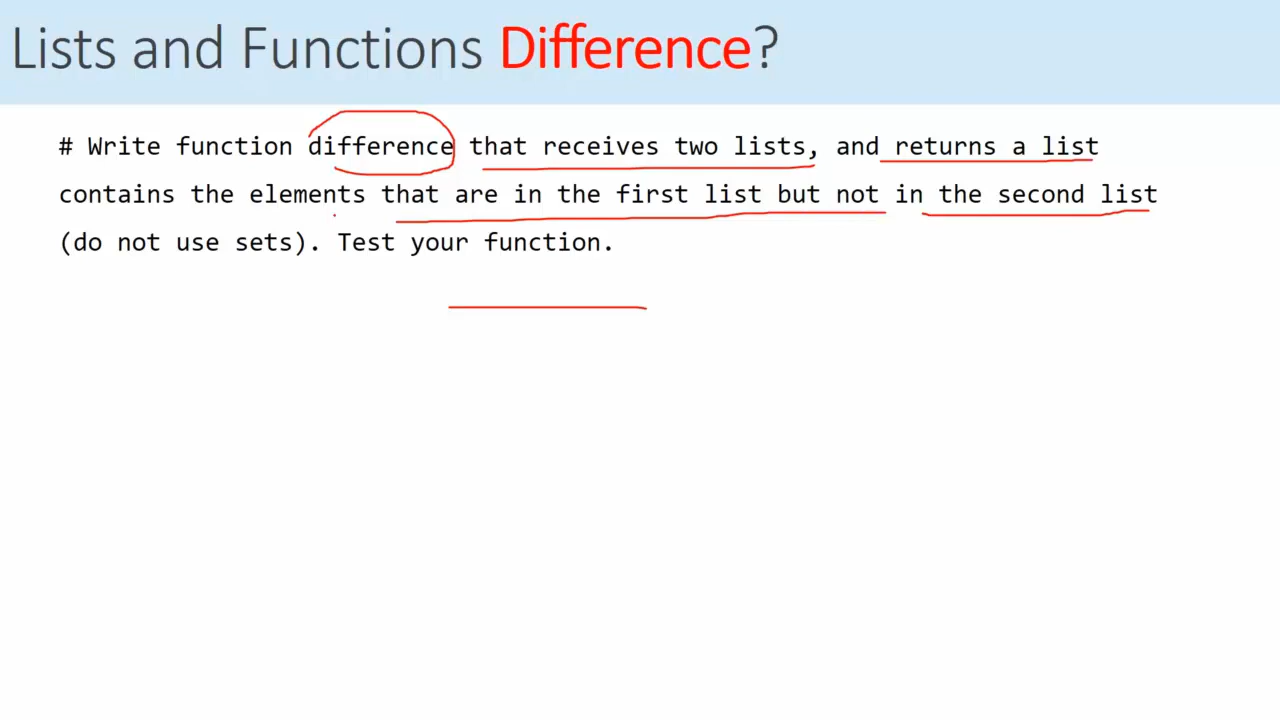 Lists and Functions Difference?
# Write function difference that receives two lists, and returns a list
contains the elements that are in the first list but not in the second list
(do not use sets). Test your function.